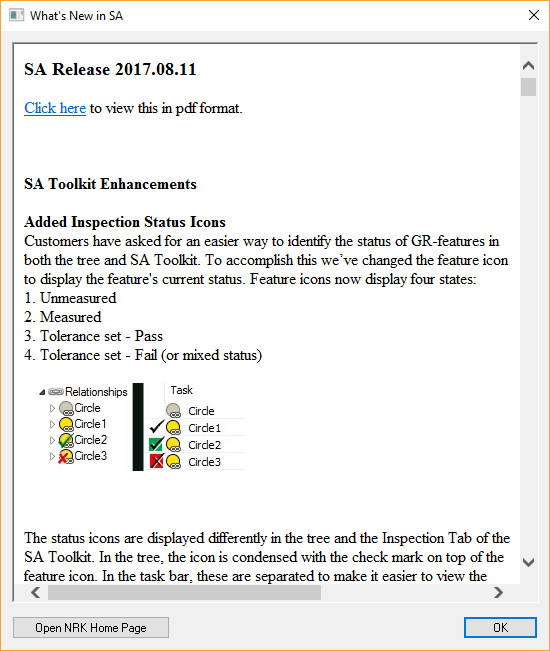 What's New in SA
SA Release 2017.08.11
Click here to view this in pdf format.
SA Toolkit Enhancements
Added Inspection Status Icons
Customers have asked for an easier way to identify the status of GR-features in
both the tree and SA Toolkit. To accomplish this we’ve changed the feature icon
to display the feature's current status. Feature icons now display four states:
1. Unmeasured
2. Measured
3. Tolerance set - Pass
4. Tolerance set - Fail (or mixed status)
Relationships
Circle
Circle1
Circle2
Circle3
Task
Circle
Circle1
Circle2
Circle3
The status icons are displayed differently in the tree and the Inspection Tab of the
SA Toolkit. In the tree, the icon is condensed with the check mark on top of the
feature icon. In the task bar, these are separated to make it easier to view the
Open NRK Home Page
OK